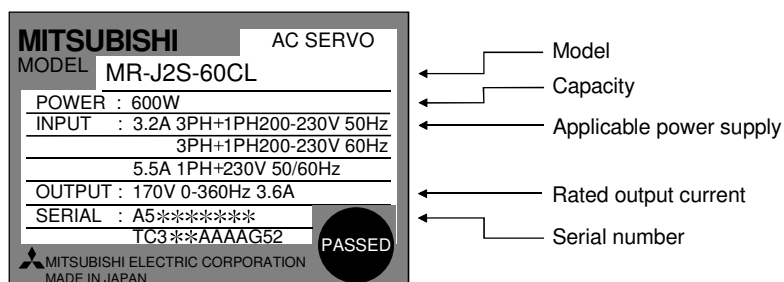 MITSUBISHI AC SERVO
MODEL MR-J2S-60CL
POWER : 600W
INPUT : 3.2A 3PH+1PH200-230V 50Hz
3PH+1PH200-230V 60Hz
5.5A 1PH+230V 50/60Hz
OUTPUT : 170V 0-360Hz 3.6A
SERIAL : A5*******
TC3**AAAAG52
PASSED
MITSUBISHI ELECTRIC CORPORATION
MADE IN JAPAN
Model
Capacity
Applicable power supply
Rated output current
Serial number